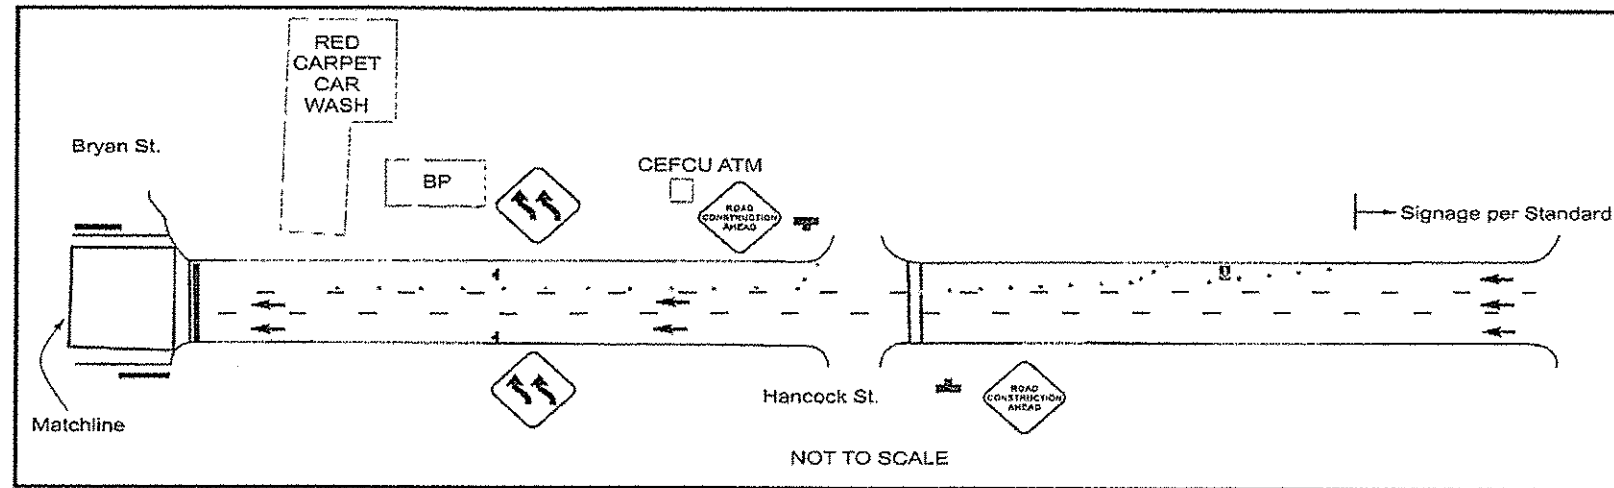 RED
CARPET
CAR
WASH
Bryan St.
BP
CEFCU ATM
ROAD
CONSTRUCTION
AHEAD
Signage per Standard
Matchline
Hancock St.
ROAD
CONSTRUCTION
AHEAD
NOT TO SCALE